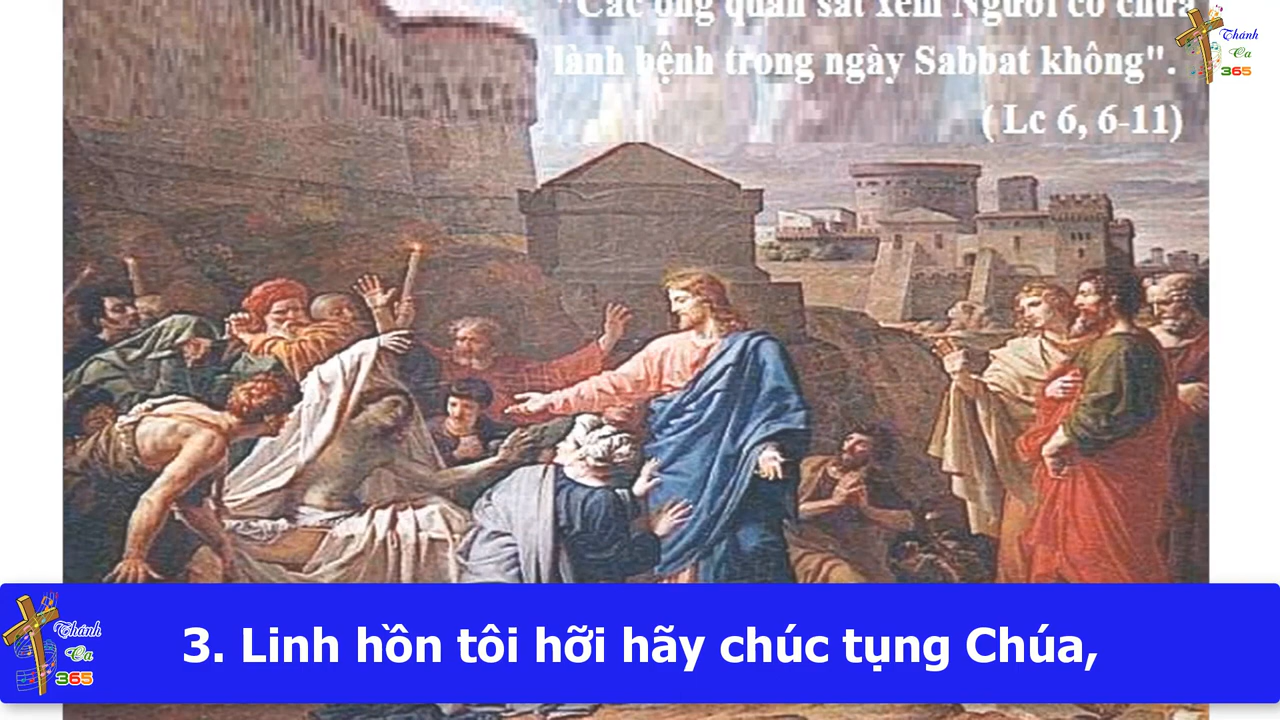 "Các ông quan sát xem Người có chữa
lành bệnh trong ngày Sabbat không".
( Lc 6, 6-11)
Thánh
Ca
365
3. Linh hồn tôi hỡi hãy chúc tụng Chúa,
Thánh
Ca
365